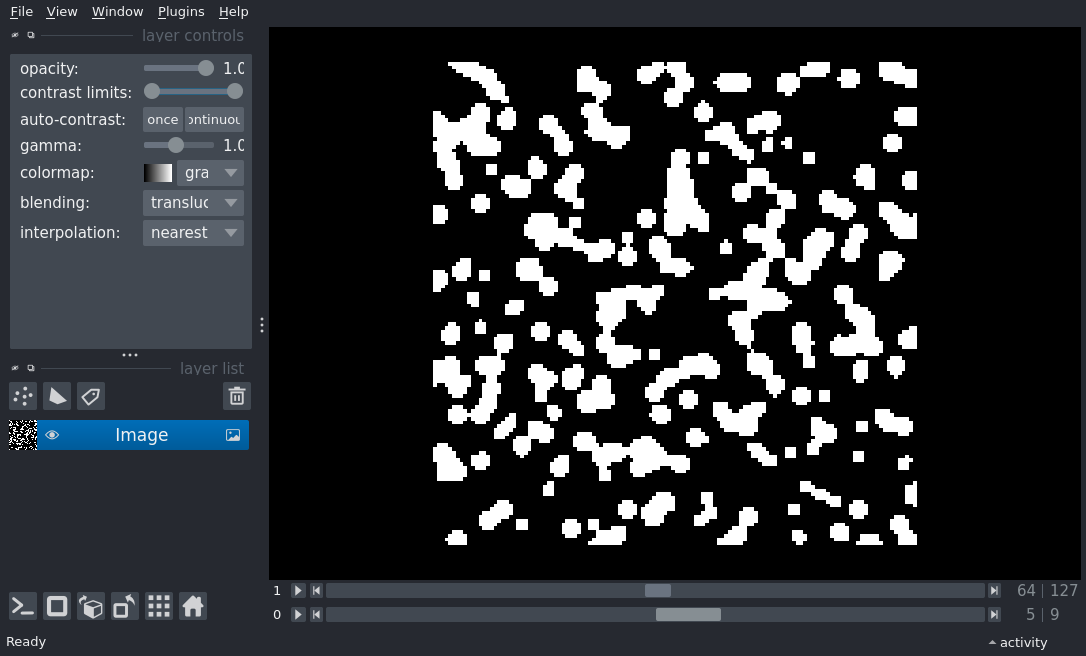 File View Window Plugins Help
layer controls
opacity: 1.0
contrast limits:
auto-contrast: once ontinuou
gamma: 1.0
colormap: gra
blending: transluc
interpolation: nearest
layer list
Image
1 64 | 127
0 5 | 9
Ready activity